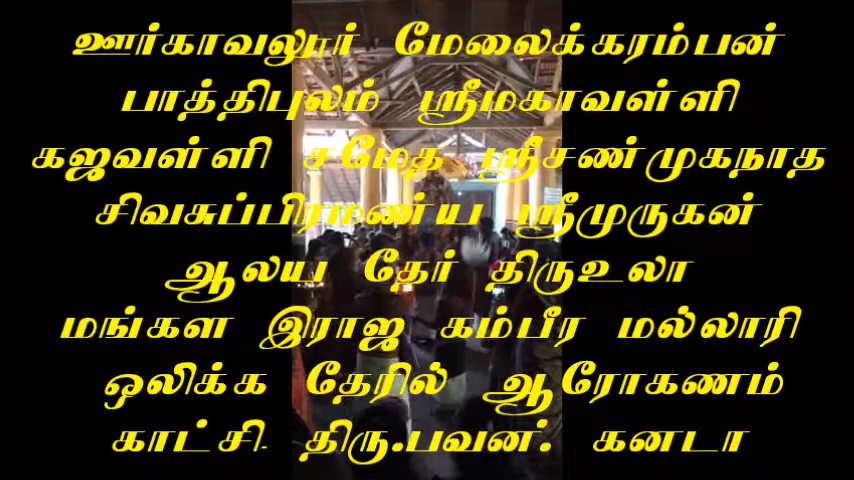 ஊர்காவலூர் மேலைக்கரம்பன்
பாத்திபுலம் ஸ்ரீமகாவள்ளி
கஜவள்ளி சமேத ஸ்ரீசண்முகநாத
சிவசுப்பிரமண்ய ஸ்ரீமுருகன்
ஆலய தேர் திருஉலா
மங்கள இராஜ கம்பீர மல்லாரி
ஒலிக்க தேரில் ஆரோகணம்
காட்சி- திரு.பவன். கனடா